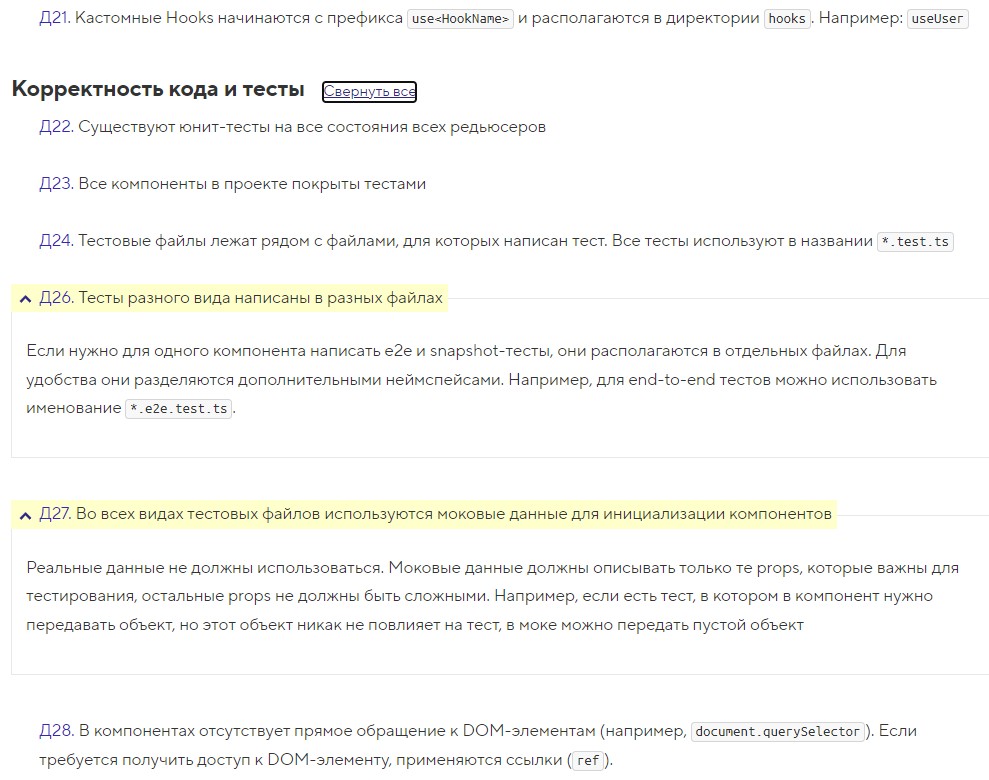 Д21. Кастомные Hooks начинаются с префикса use<HookName> и располагаются в директории hooks. Например: useUser
Корректность кода и тесты Свернуть все
Д22. Существуют юнит-тесты на все состояния всех редьюсеров
Д23. Все компоненты в проекте покрыты тестами
Д24. Тестовые файлы лежат рядом с файлами, для которых написан тест. Все тесты используют в названии *.test.ts
Д26. Тесты разного вида написаны в разных файлах
Если нужно для одного компонента написать e2e и snapshot-тесты, они располагаются в отдельных файлах. Для
удобства они разделяются дополнительными неймспейсами. Например, для end-to-end тестов можно использовать
именование *.e2e.test.ts.
Д27. Во всех видах тестовых файлов используются моковые данные для инициализации компонентов
Реальные данные не должны использоваться. Моковые данные должны описывать только те props, которые важны для
тестирования, остальные props не должны быть сложными. Например, если есть тест, в котором в компонент нужно
передавать объект, но этот объект никак не повлияет на тест, в моке можно передать пустой объект
Д28. В компонентах отсутствует прямое обращение к DOM-элементам (например, document.querySelector). Если
требуется получить доступ к DOM-элементу, применяются ссылки (ref).